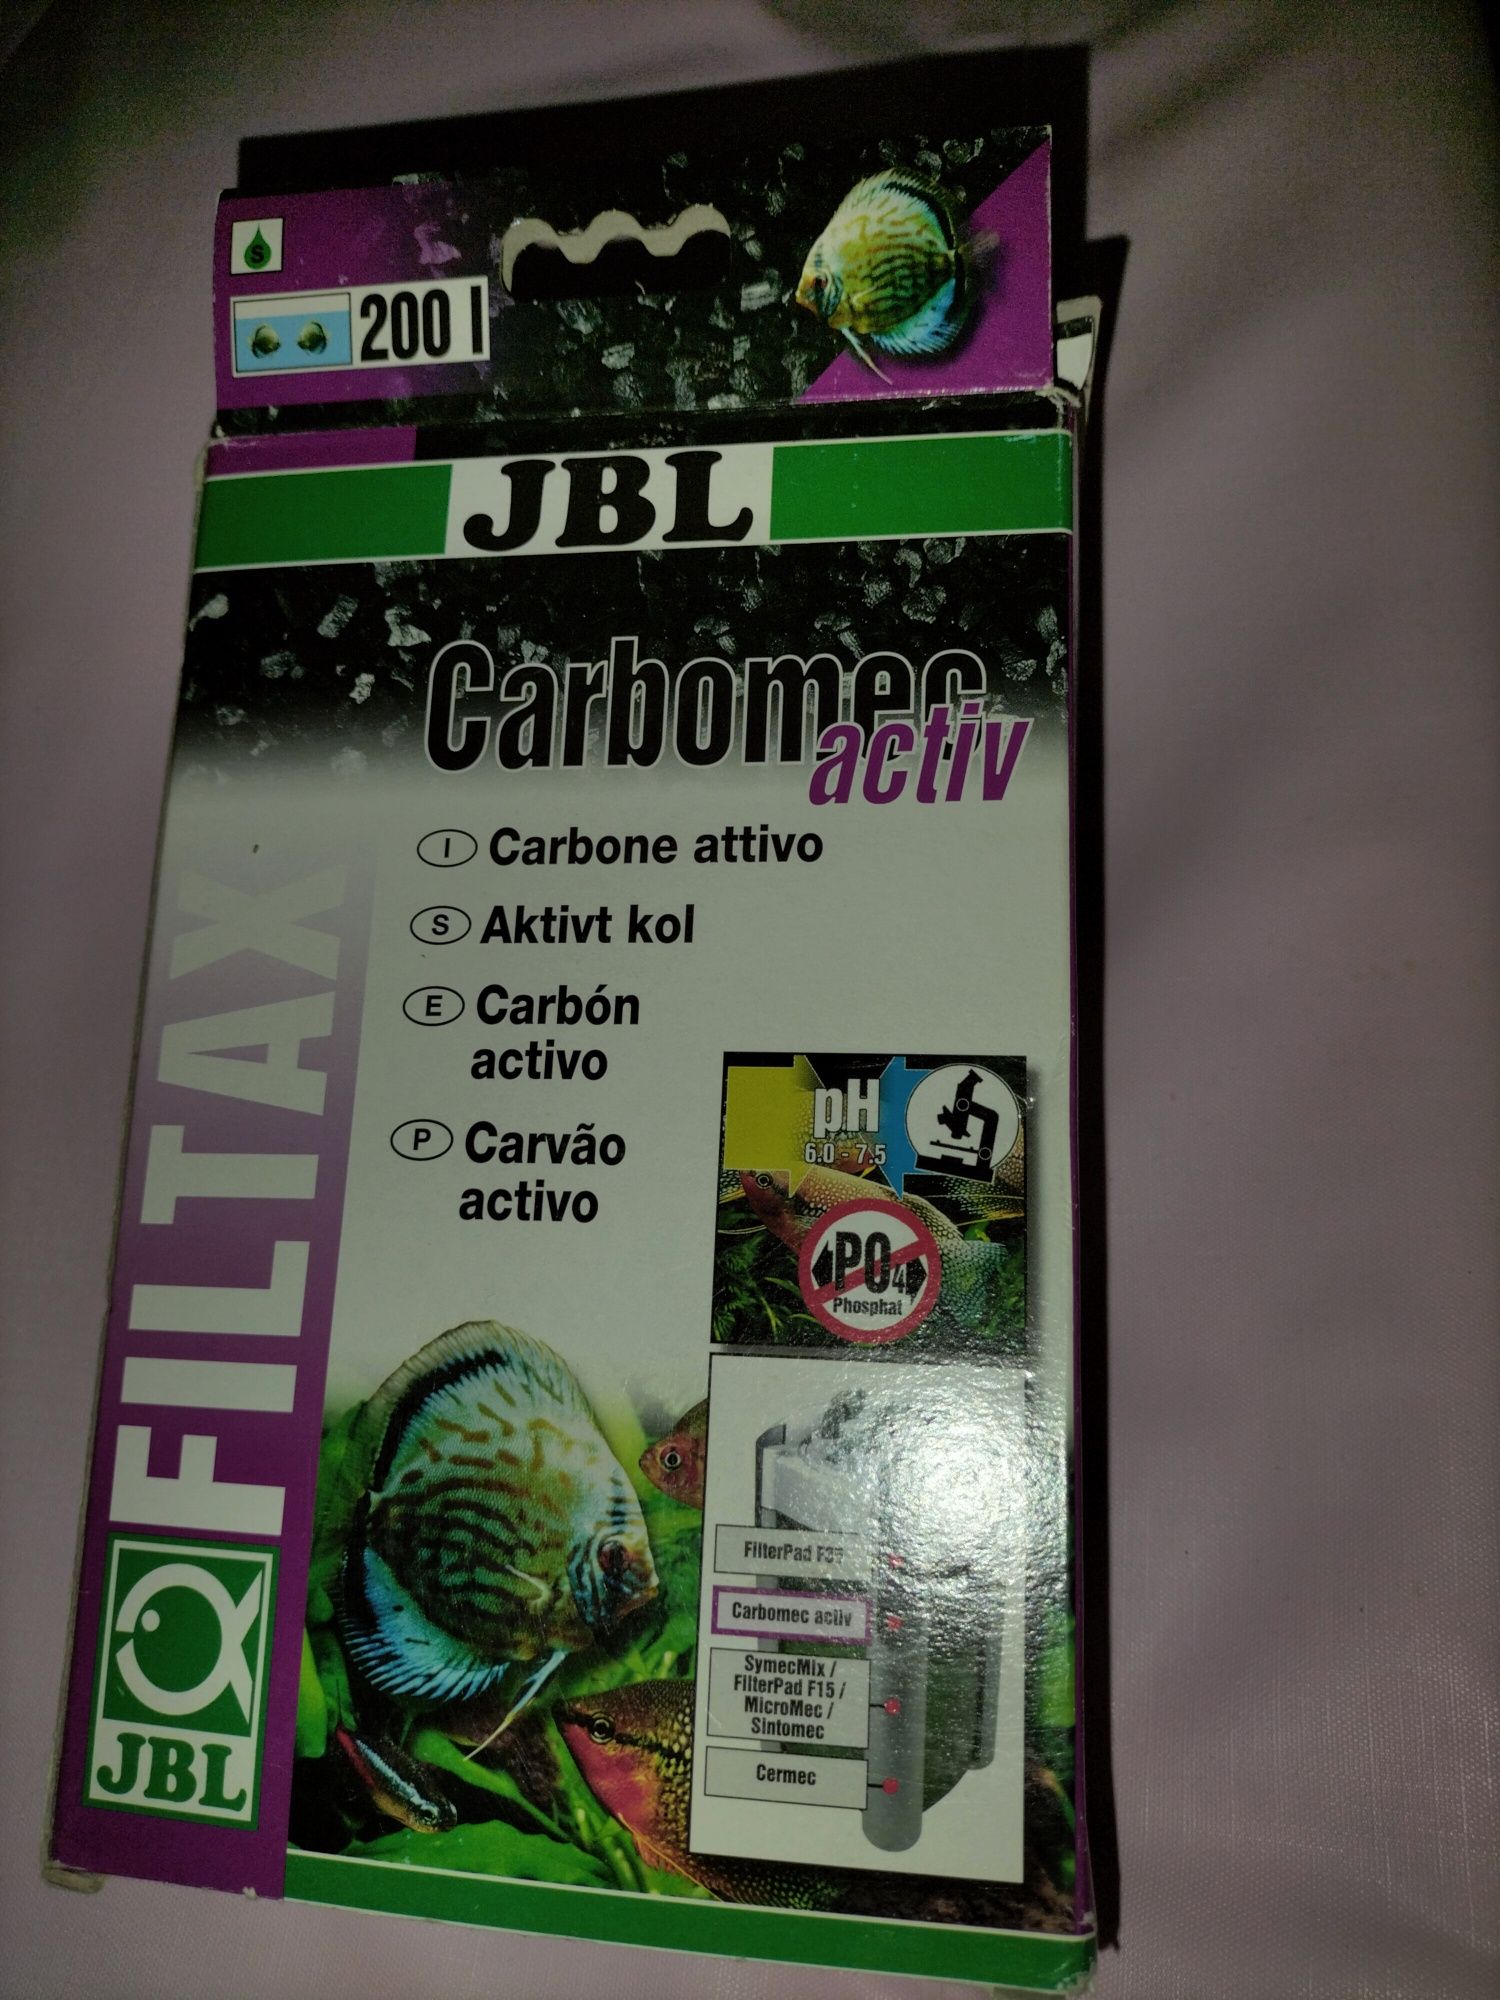 S
200 l
JBL
Carbomec
activ
I Carbone attivo
S Aktivt kol
E Carbón
activo
P Carvão
activo
FILTAX
pH
6.0 - 7.5
PO4
Phosphat
FilterPad
Carbomec activ
SymecMix /
FilterPad F15 /
MicroMec /
Sintomec
Cermec
JBL